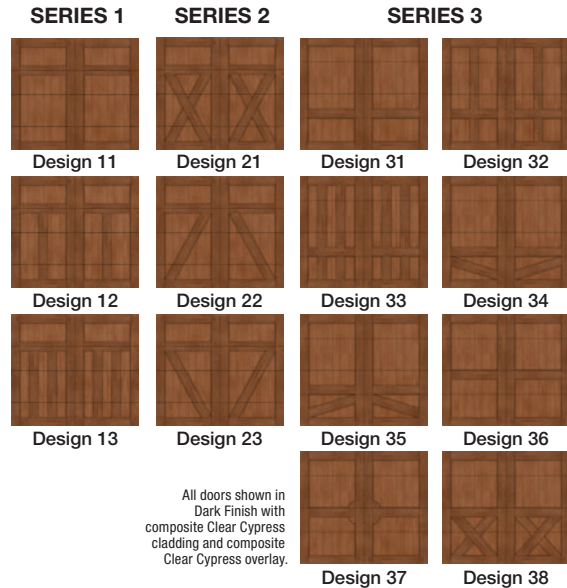 SERIES 1 SERIES 2 SERIES 3
Design 11 Design 21 Design 31 Design 32
Design 12 Design 22 Design 33 Design 34
Design 13 Design 23 Design 35 Design 36
All doors shown in
Dark Finish with
composite Clear Cypress
cladding and composite
Clear Cypress overlay.
Design 37 Design 38